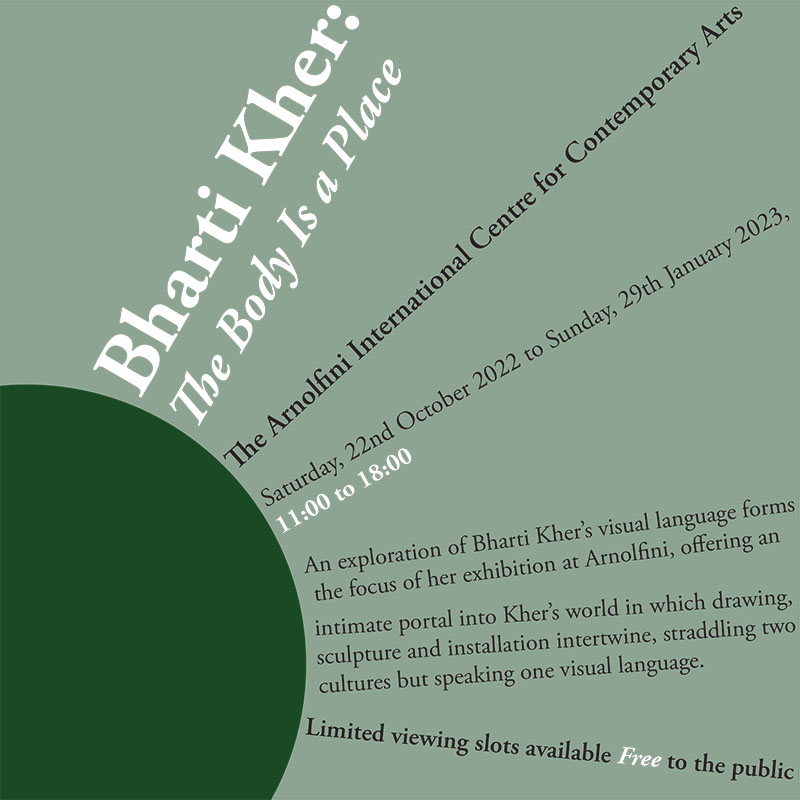 Bharti Kher:
The Body Is a Place
The Arnolfini International Centre for Contemporary Arts
Saturday, 22nd October 2022 to Sunday, 29th January 2023,
11:00 to 18:00
An exploration of Bharti Kher's visual language forms
the focus of her exhibition at Arnolfini, offering an
intimate portal into Kher's world in which drawing,
sculpture and installation intertwine, straddling two
cultures but speaking one visual language.
Limited viewing slots available Free to the public